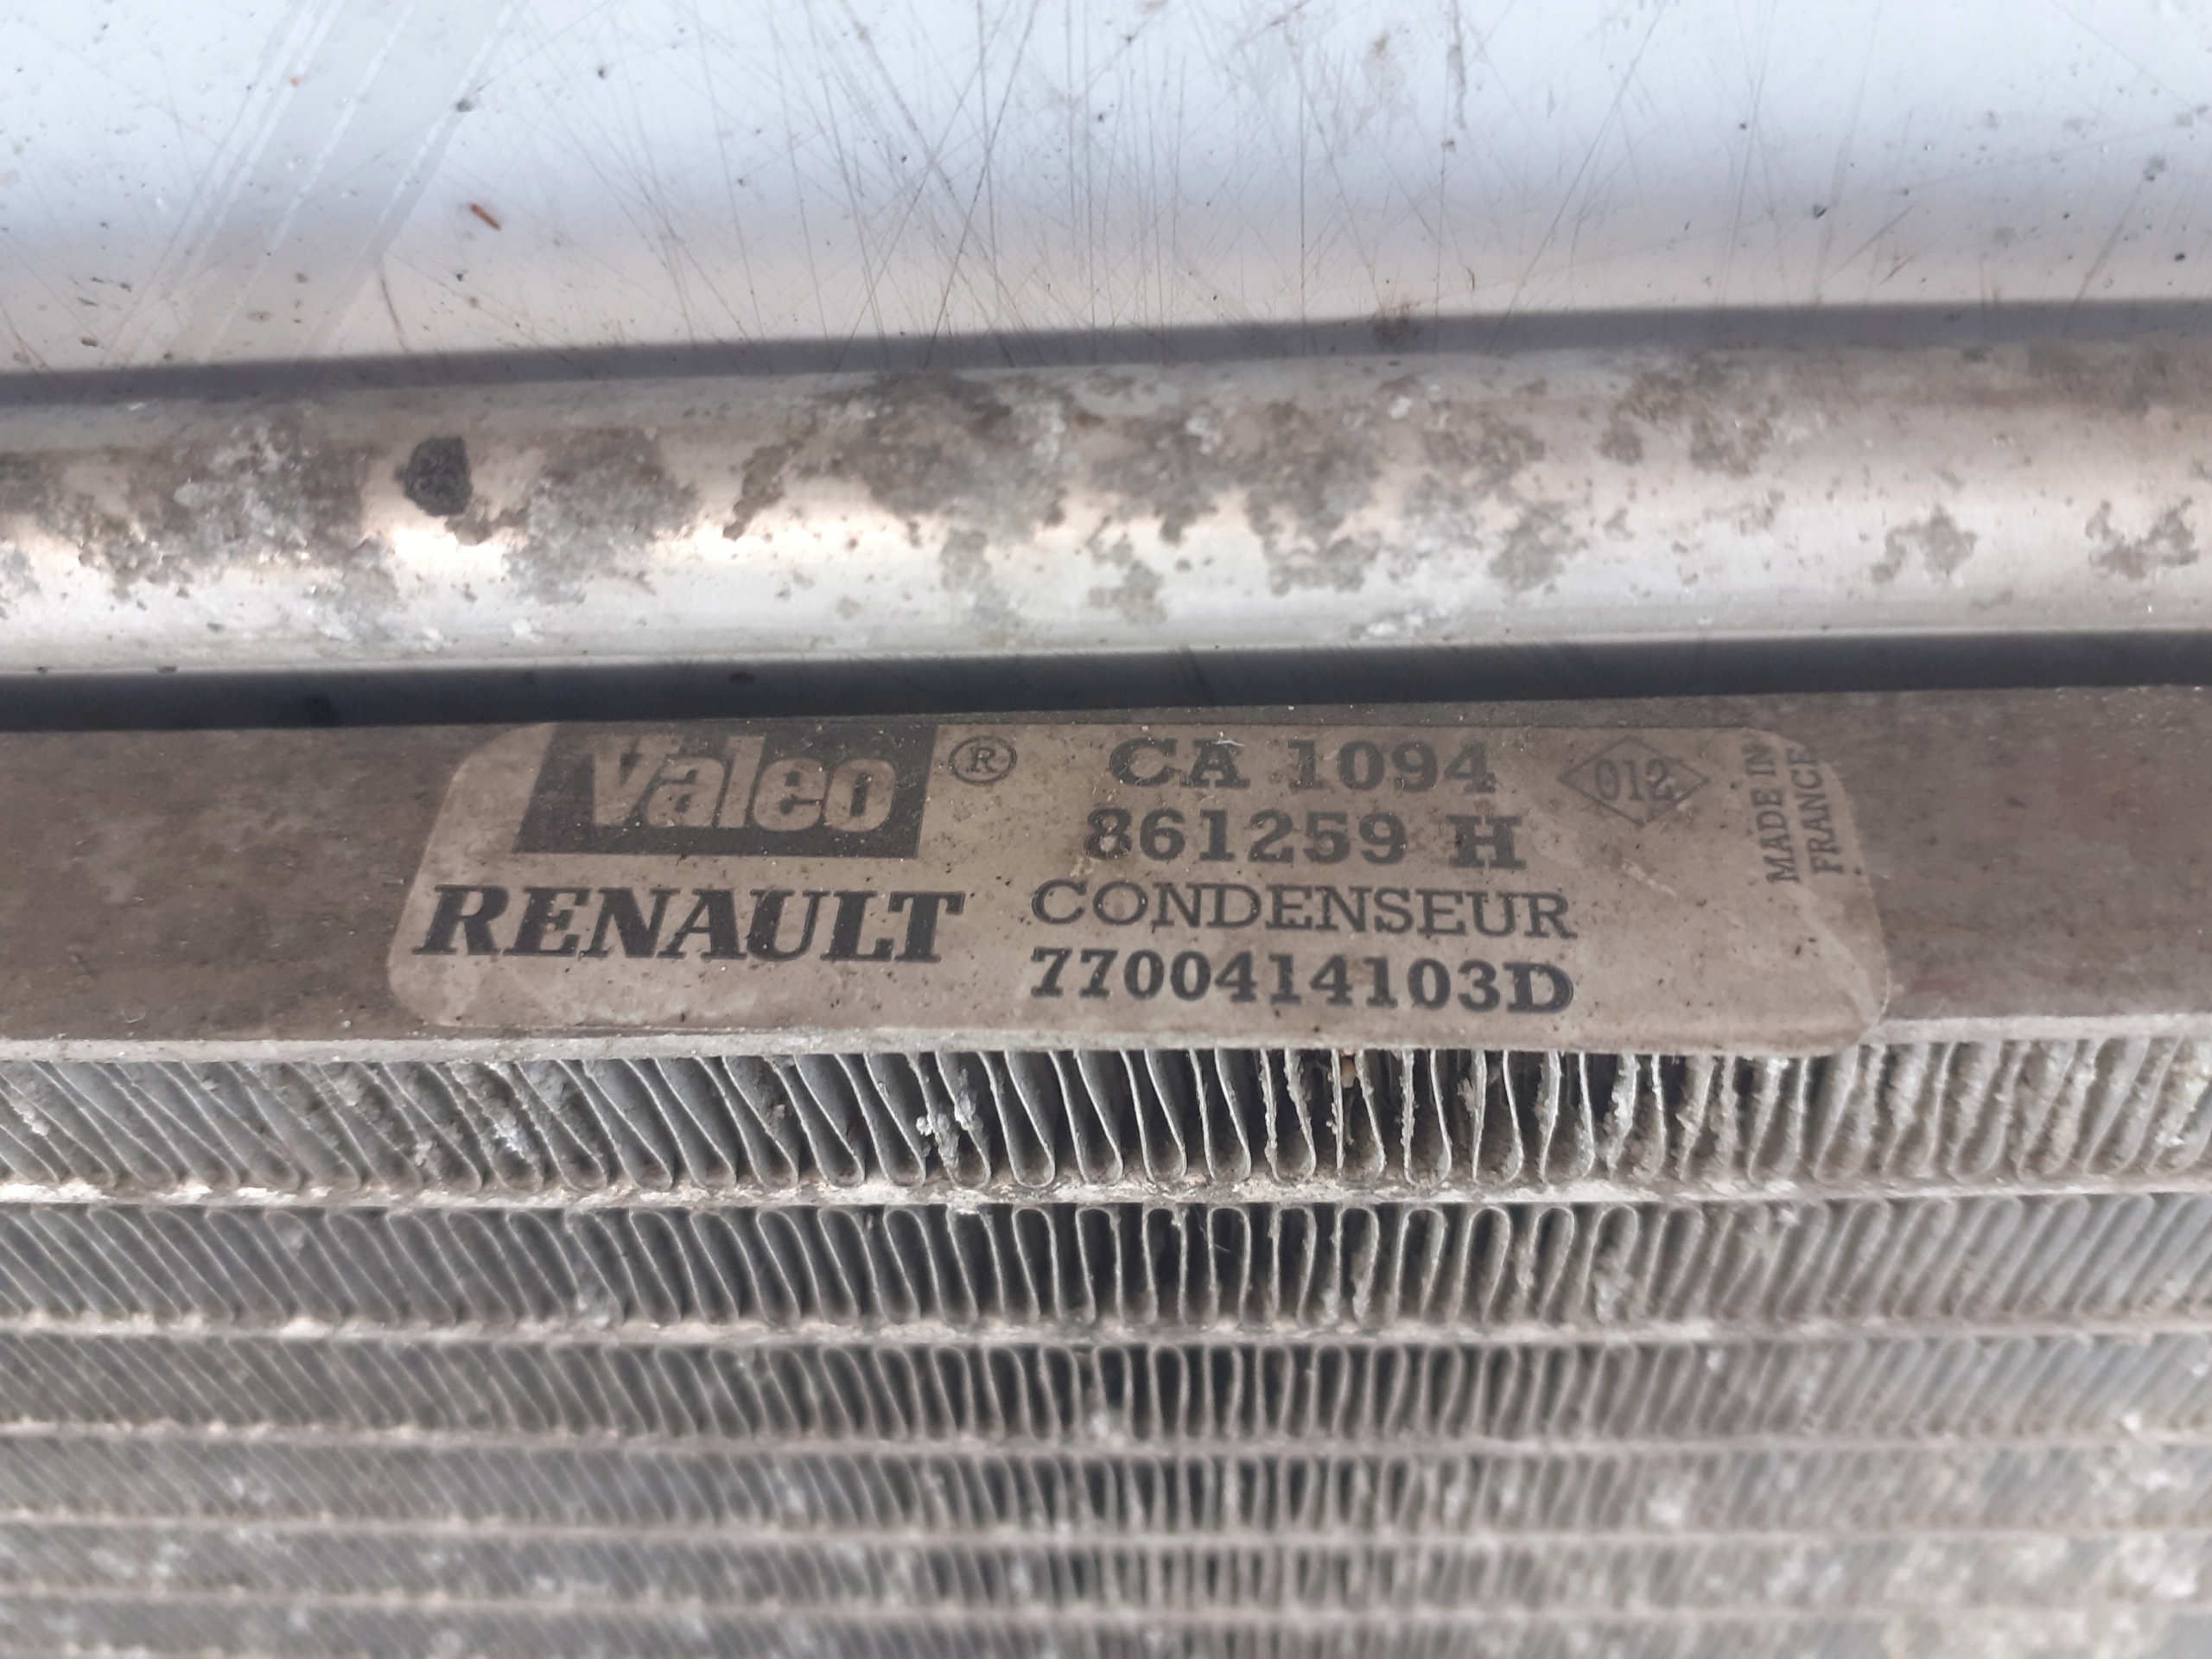 Valeo ® CA 1094 012
861259 H
RENAULT CONDENSEUR
7700414103D
MADE IN
FRANCE